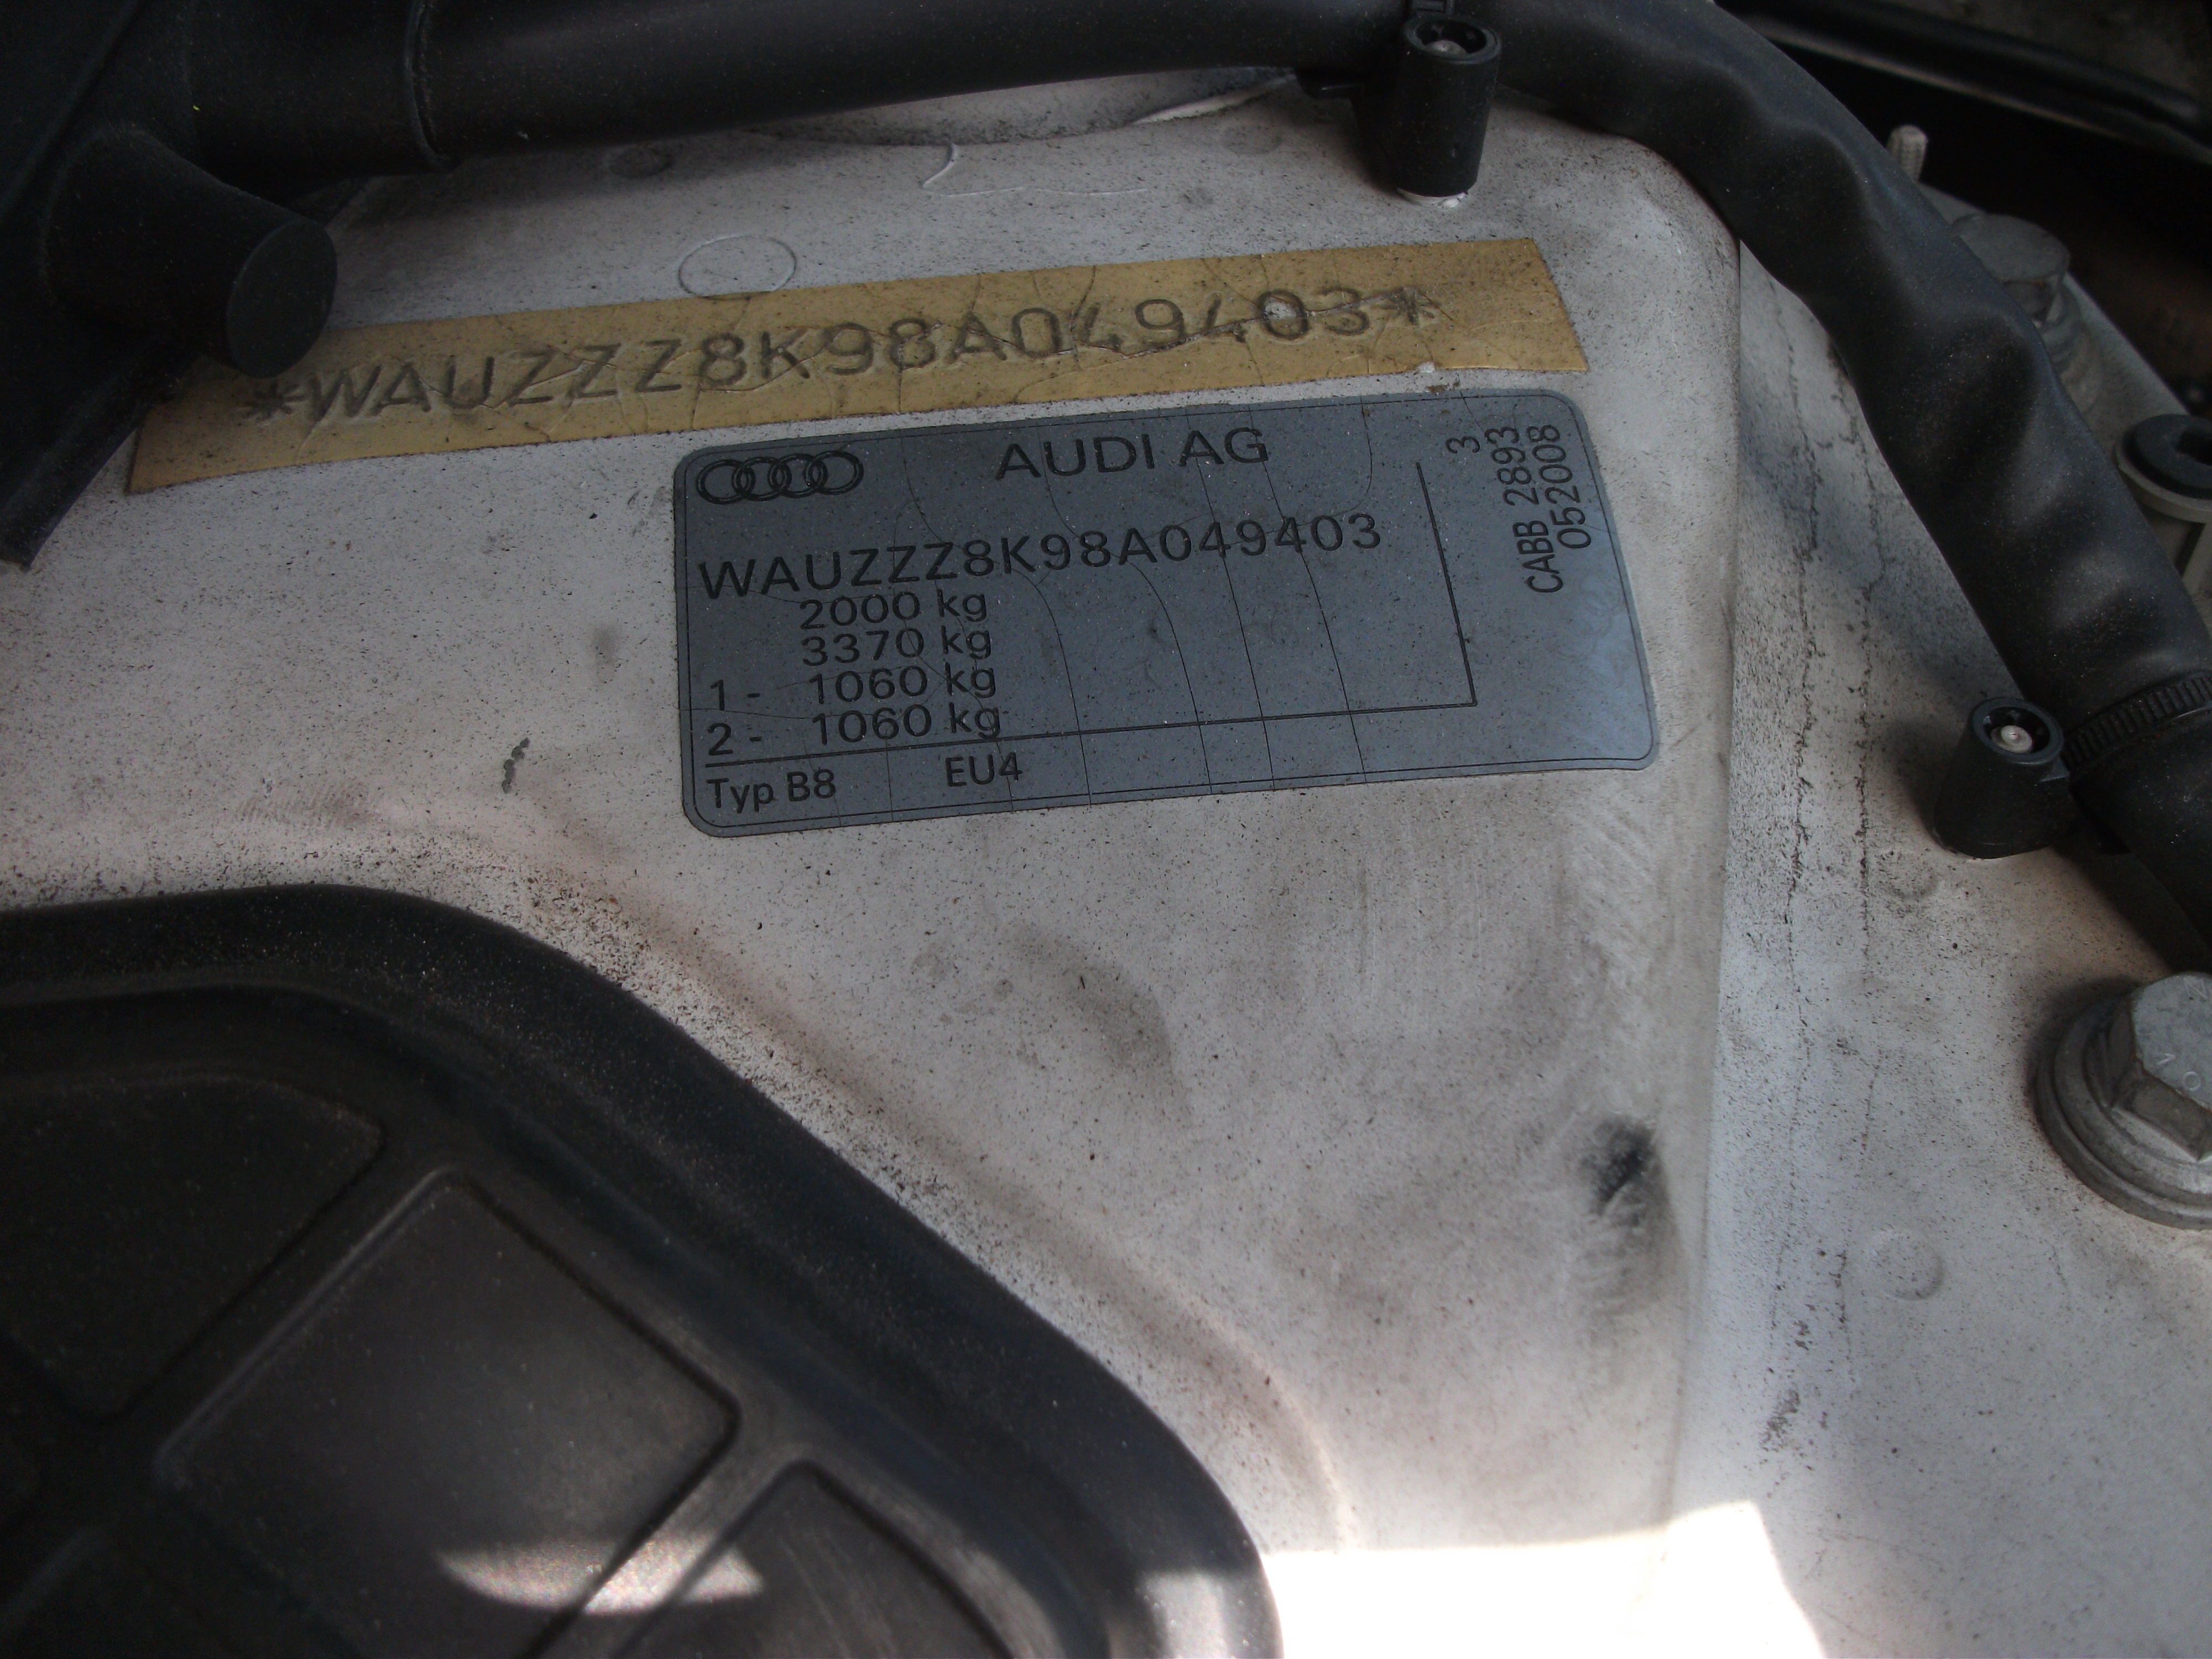 *WAUZZZ8K98A049403*
AUDI AG
WAUZZZ8K98A049403
2000 kg
3370 kg
1 - 1060 kg
2 - 1060 kg
Typ B8 EU4
3
CABB 2893
052008